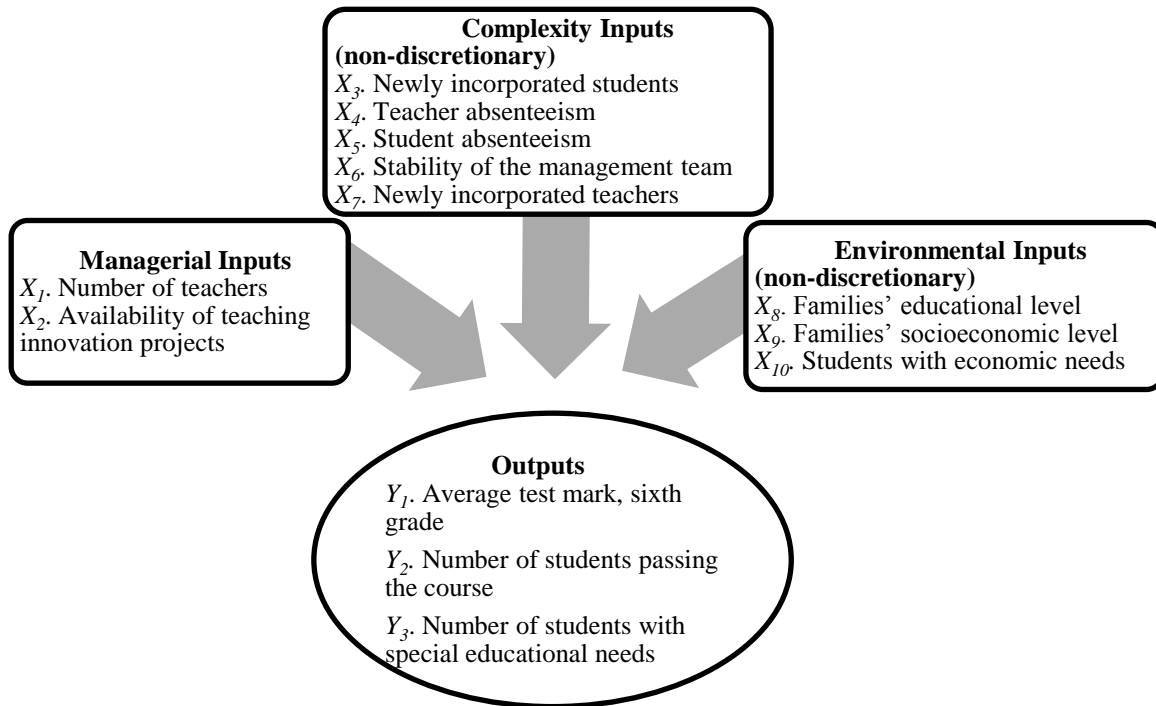 Complexity Inputs
(non-discretionary)
X3. Newly incorporated students
X4. Teacher absenteeism
X5. Student absenteeism
X6. Stability of the management team
X7. Newly incorporated teachers
Managerial Inputs
X1. Number of teachers
X2. Availability of teaching
innovation projects
Environmental Inputs
(non-discretionary)
X8. Families’ educational level
X9. Families’ socioeconomic level
X10. Students with economic needs
Outputs
Y1. Average test mark, sixth
grade
Y2. Number of students passing
the course
Y3. Number of students with
special educational needs